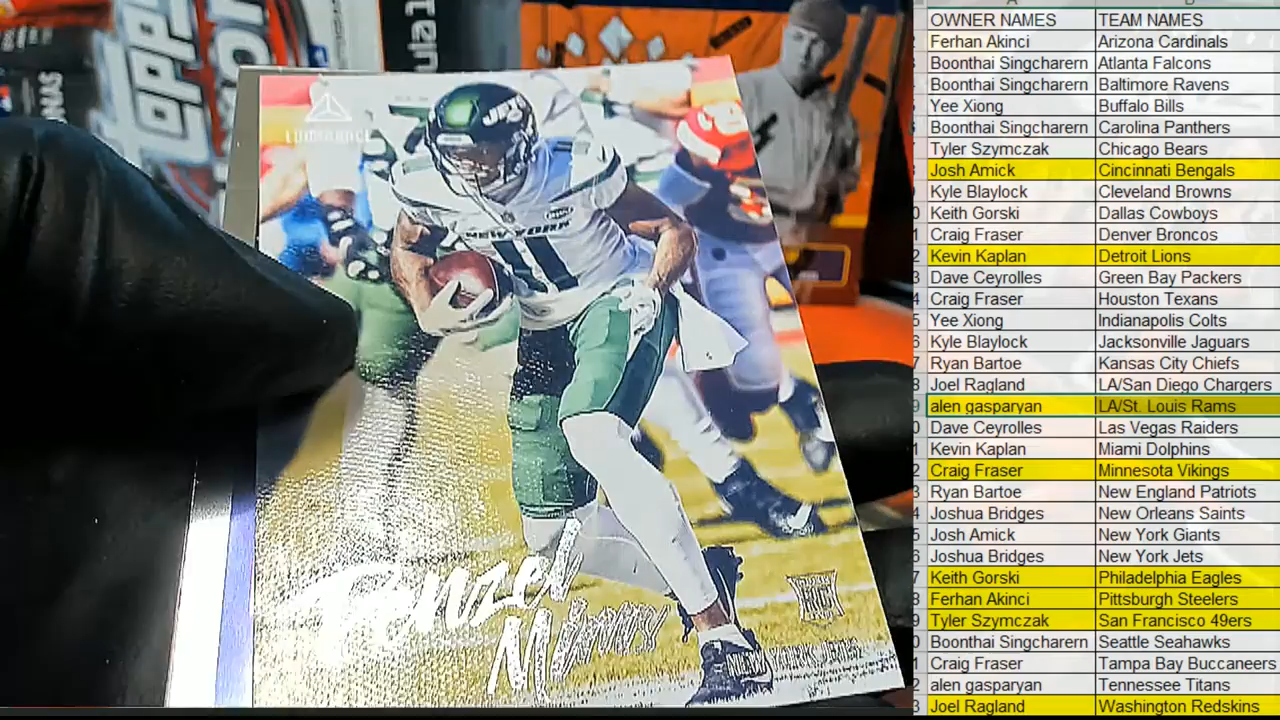 LUMINANCE
JETS
NEW YORK
11
Denzel
Mims
NEW YORK JETS
OWNER NAMES TEAM NAMES
Ferhan Akinci Arizona Cardinals
Boonthai Singcharern Atlanta Falcons
Boonthai Singcharern Baltimore Ravens
Yee Xiong Buffalo Bills
Boonthai Singcharern Carolina Panthers
Tyler Szymczak Chicago Bears
Josh Amick Cincinnati Bengals
Kyle Blaylock Cleveland Browns
Keith Gorski Dallas Cowboys
Craig Fraser Denver Broncos
Kevin Kaplan Detroit Lions
Dave Ceyrolles Green Bay Packers
Craig Fraser Houston Texans
Yee Xiong Indianapolis Colts
Kyle Blaylock Jacksonville Jaguars
Ryan Bartoe Kansas City Chiefs
Joel Ragland LA/San Diego Chargers
alen gasparyan LA/St. Louis Rams
Dave Ceyrolles Las Vegas Raiders
Kevin Kaplan Miami Dolphins
Craig Fraser Minnesota Vikings
Ryan Bartoe New England Patriots
Joshua Bridges New Orleans Saints
Josh Amick New York Giants
Joshua Bridges New York Jets
Keith Gorski Philadelphia Eagles
Ferhan Akinci Pittsburgh Steelers
Tyler Szymczak San Francisco 49ers
Boonthai Singcharern Seattle Seahawks
Craig Fraser Tampa Bay Buccaneers
alen gasparyan Tennessee Titans
Joel Ragland Washington Redskins